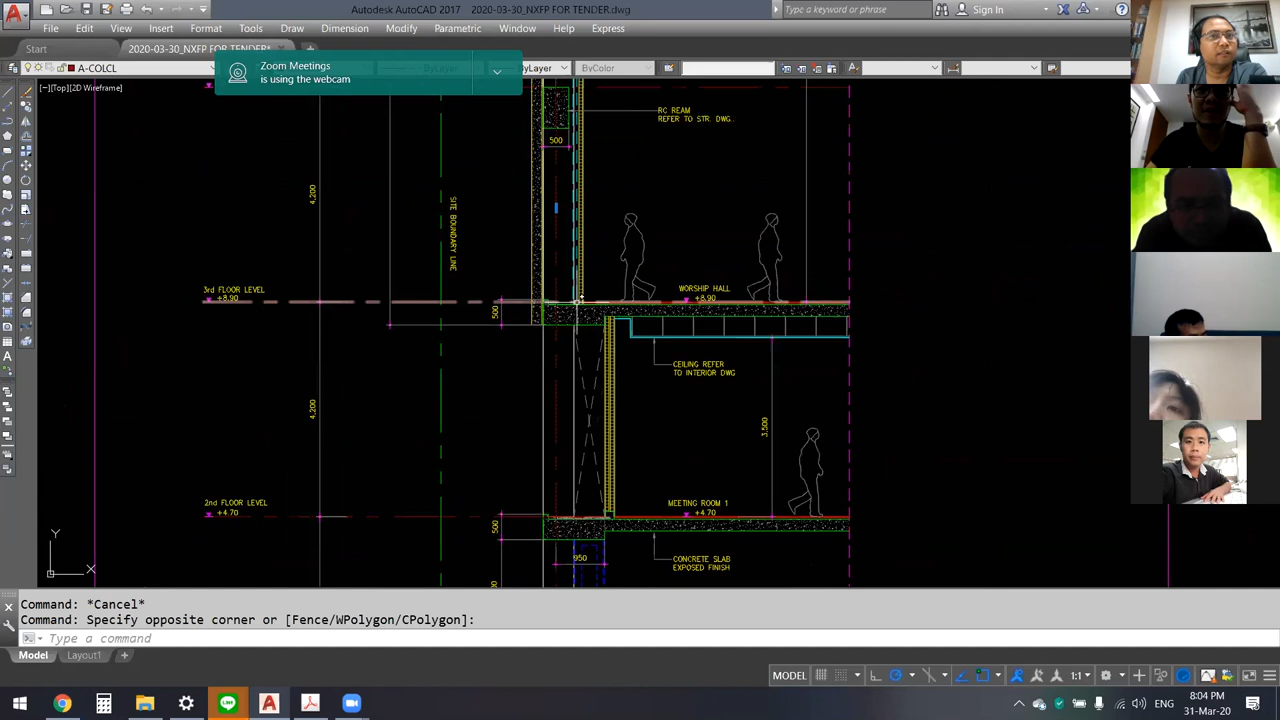 Autodesk AutoCAD 2017 2020-03-30_NXFP FOR TENDER.dwg
Type a keyword or phrase
Sign In
File Edit View Insert Format Tools Draw Dimension Modify Parametric Window Help Express
Start
2020-03-30_NXFP FOR TENDER*
Zoom Meetings
is using the webcam
A-COLCL
ByLayer
ByLayer
ByColor
[-][Top][2D Wireframe]
RC REAM
REFER TO STR. DWG.
500
4,200
SITE BOUNDARY LINE
3rd FLOOR LEVEL
+8.90
WORSHIP HALL
+8.90
500
CEILING REFER
TO INTERIOR DWG
4,200
3,500
2nd FLOOR LEVEL
+4.70
MEETING ROOM 1
+4.70
500
950
CONCRETE SLAB
EXPOSED FINISH
Y
X
Command: *Cancel*
Command: Specify opposite corner or [Fence/WPolygon/CPolygon]:
Type a command
Model
Layout1
MODEL
1:1
ENG
8:04 PM
31-Mar-20